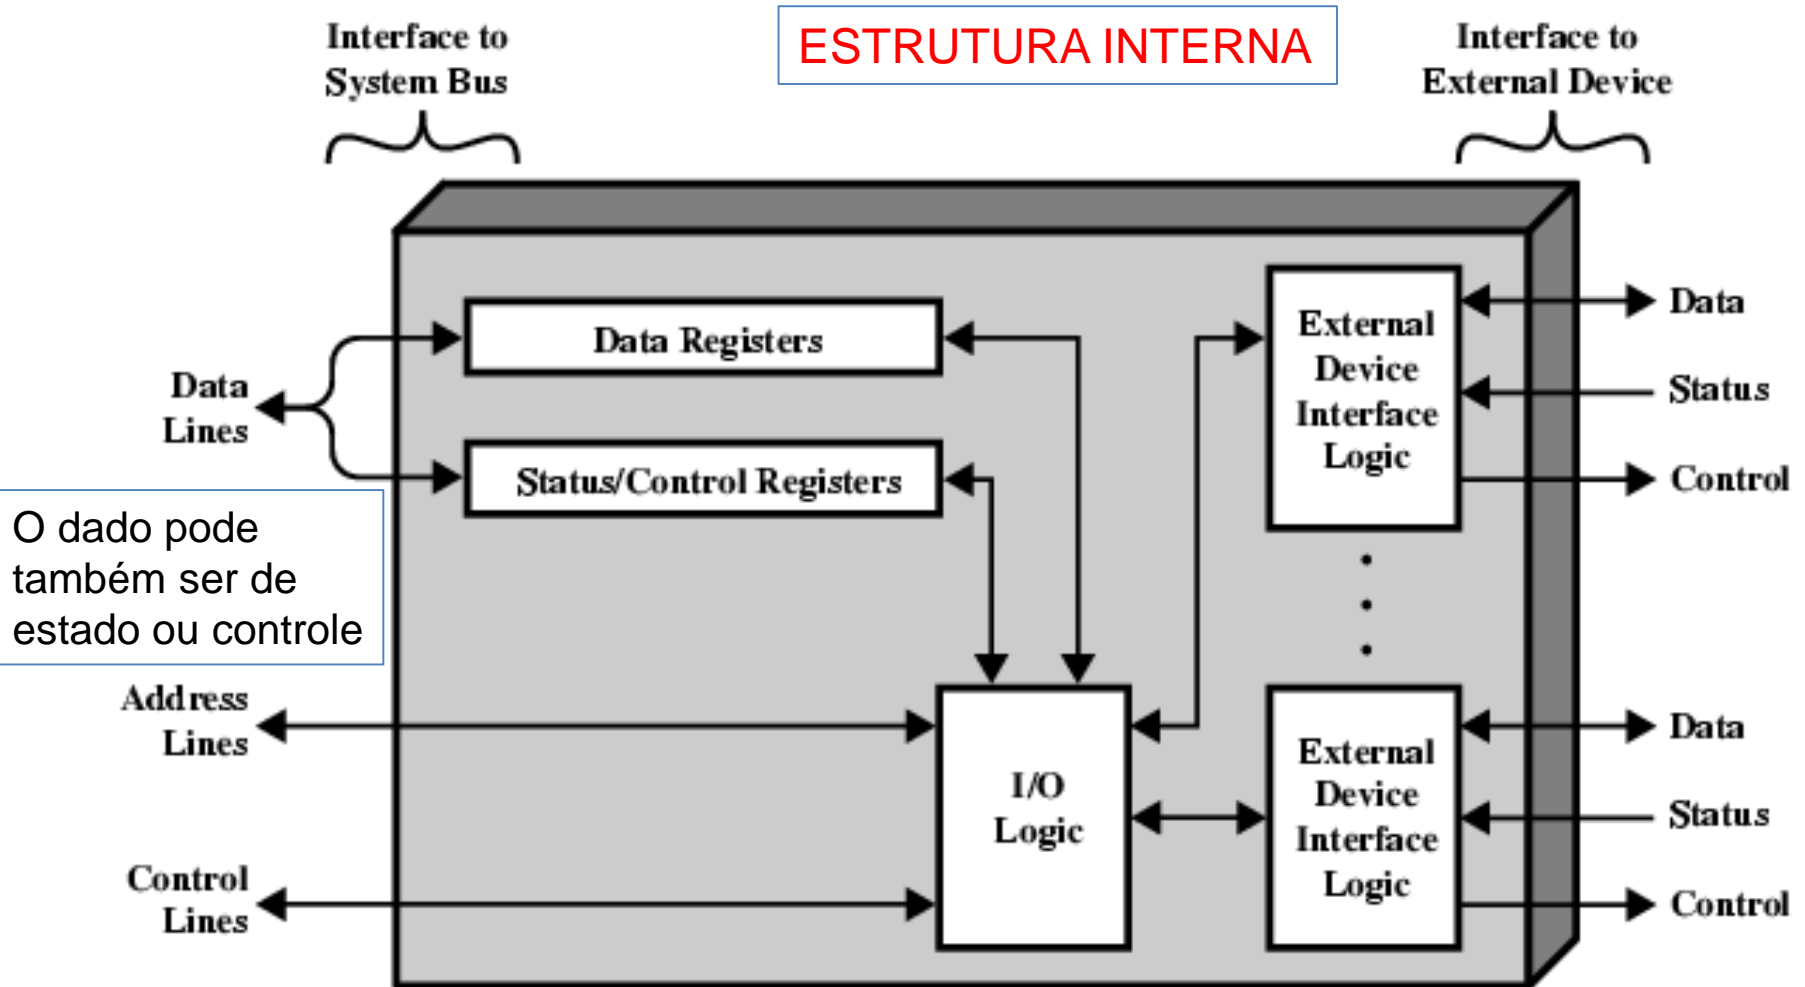 Interface to
System Bus
ESTRUTURA INTERNA
Interface to
External Device
Data Registers
Data
Lines
Status/Control Registers
O dado pode
também ser de
estado ou controle
Address
Lines
Control
Lines
I/O
Logic
External
Device
Interface
Logic
Data
Status
Control
External
Device
Interface
Logic
Data
Status
Control